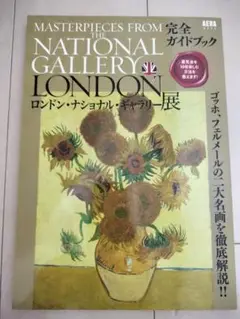 MASTERPIECES FROM
THE
NATIONAL
GALLERY
LONDON
ロンドン・ナショナル・ギャラリー展
完全
ガイドブック
AERA
ゴッホ、フェルメールの二大名画を徹底解説!!